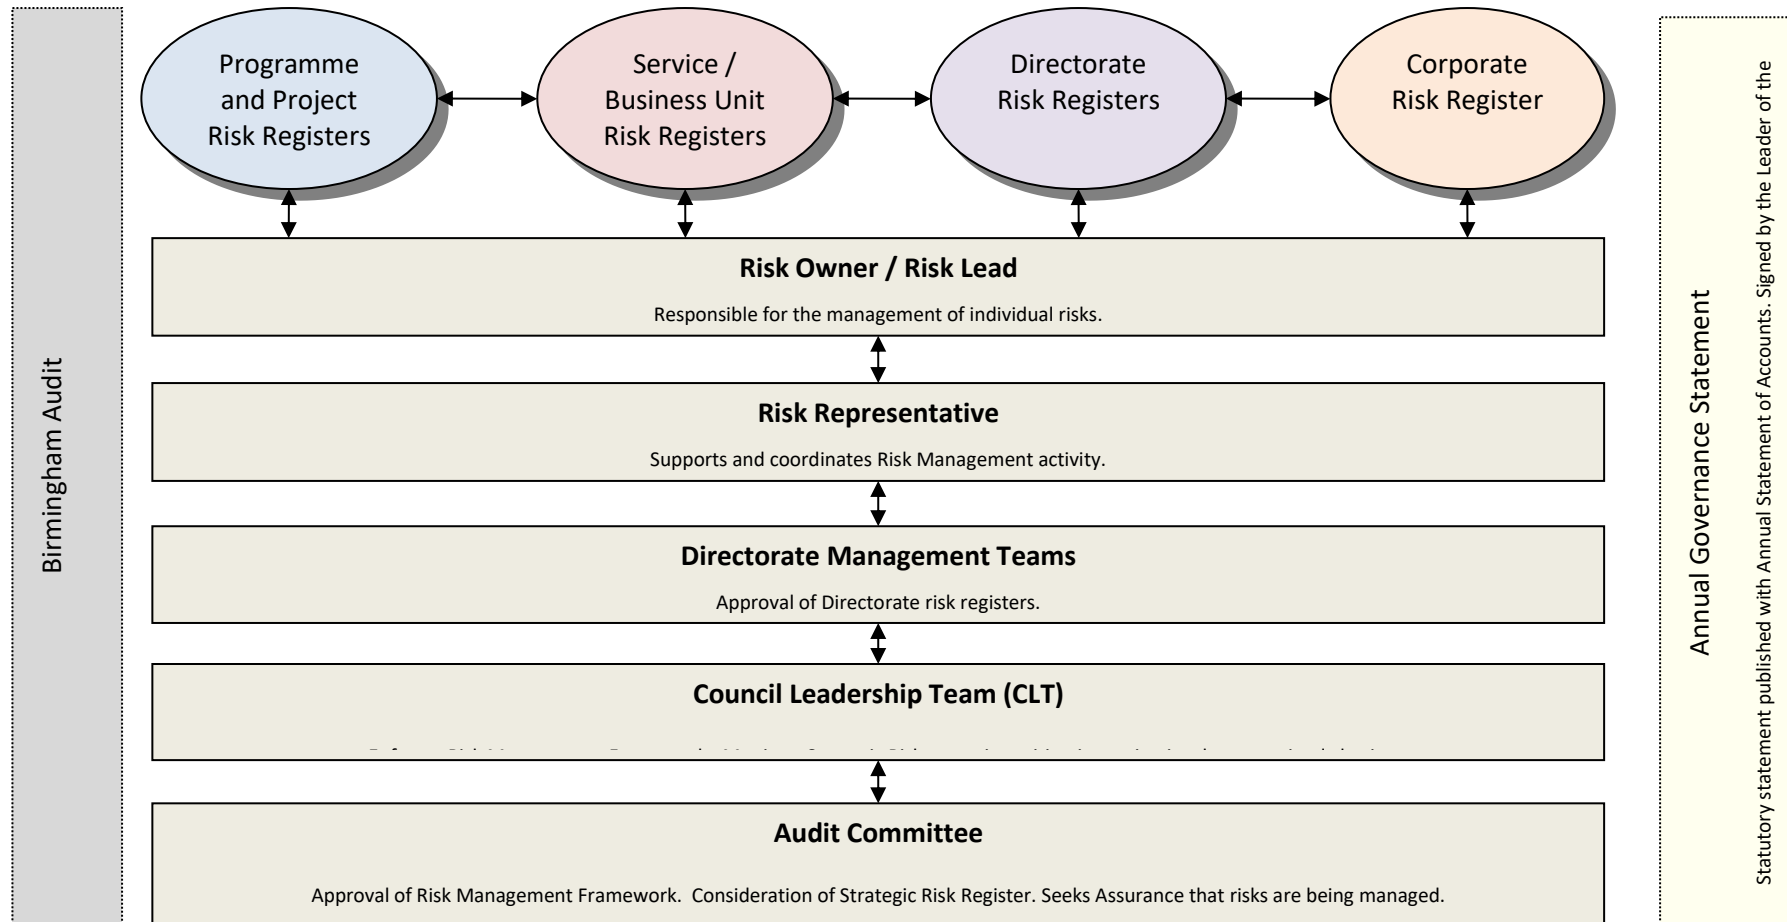 Birmingham Audit
Programme
and Project
Risk Registers
Service /
Business Unit
Risk Registers
Directorate
Risk Registers
Corporate
Risk Register
Risk Owner / Risk Lead
Responsible for the management of individual risks.
Risk Representative
Supports and coordinates Risk Management activity.
Directorate Management Teams
Approval of Directorate risk registers.
Council Leadership Team (CLT)
Audit Committee
Approval of Risk Management Framework.  Consideration of Strategic Risk Register. Seeks Assurance that risks are being managed.
Annual Governance Statement
Statutory statement published with Annual Statement of Accounts. Signed by the Leader of the